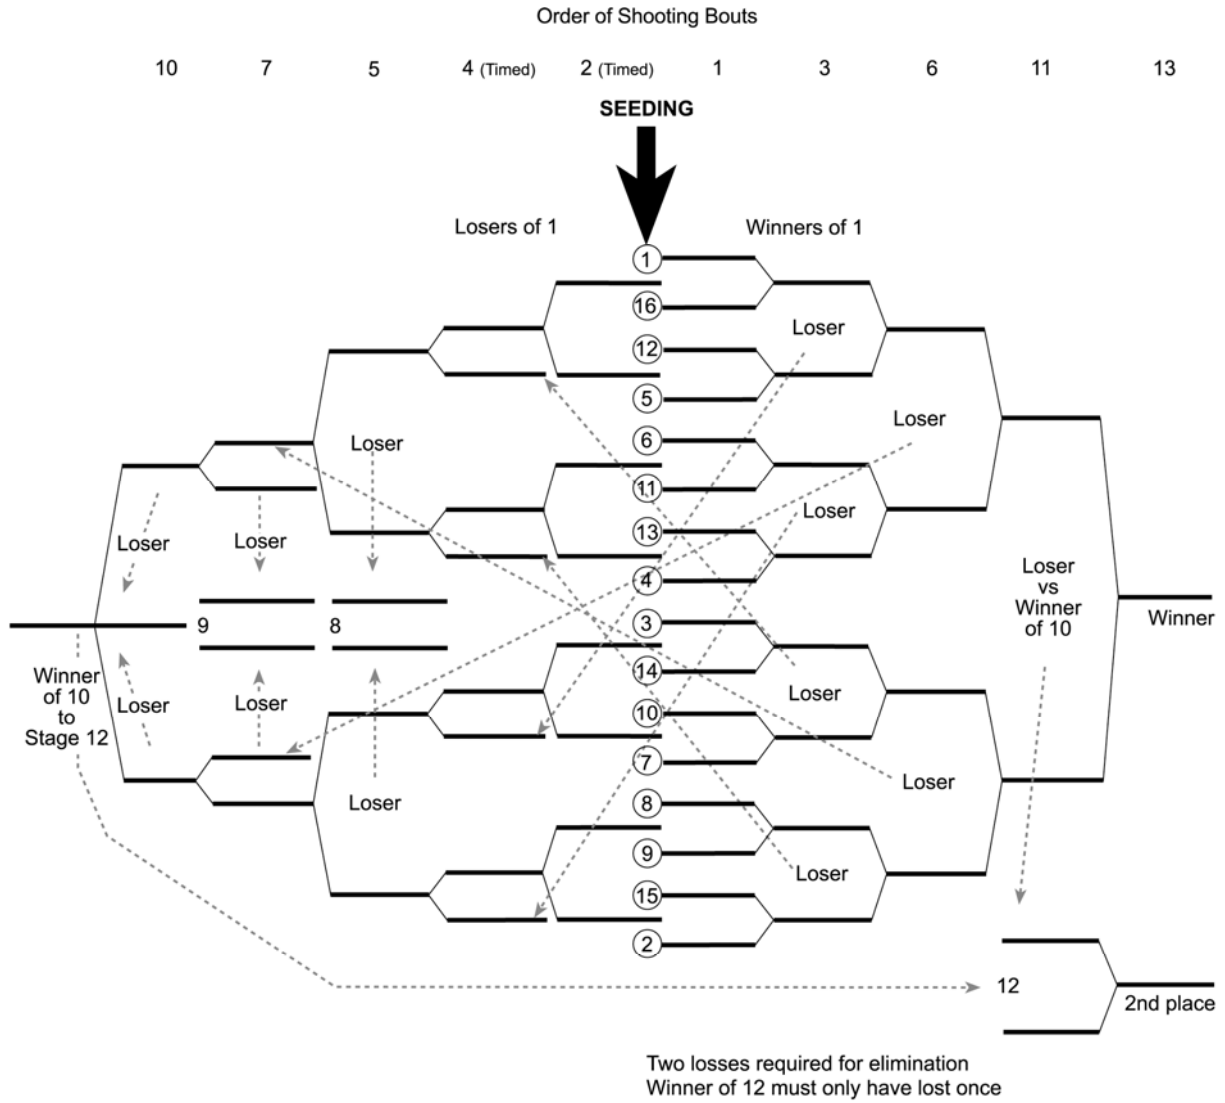 Order of Shooting Bouts
10 7 5 4 (Timed) 2 (Timed) 1 3 6 11 13
SEEDING
Losers of 1
Winners of 1
1
16
Loser
12
5
Loser
6
Loser
11
Loser
13
Loser
Loser
4
Loser
vs
Winner
of 10
3
9
8
Winner
14
Winner
of 10
to
Stage 12
Loser
Loser
Loser
10
7
Loser
Loser
8
9
Loser
15
2
12
2nd place
Two losses required for elimination
Winner of 12 must only have lost once